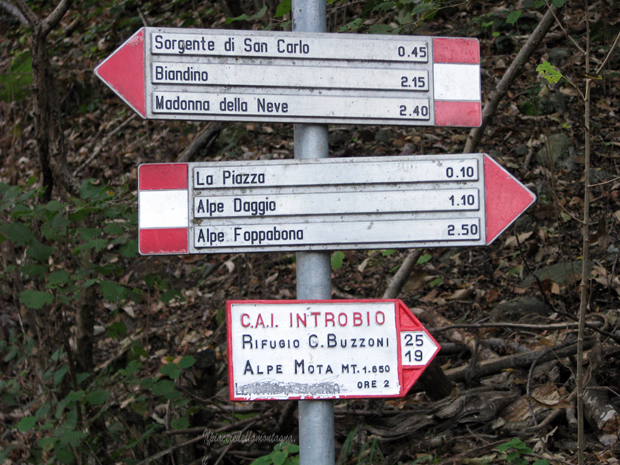 Sorgente di San Carlo 0.45
Biandino 2.15
Madonna della Neve 2.40
La Piazza 0.10
Alpe Daggio 1.10
Alpe Foppabona 2.50
C.A.I. INTROBIO
RIFUGIO G. BUZZONI
ALPE MOTA MT. 1.650
ORE 2
25
19